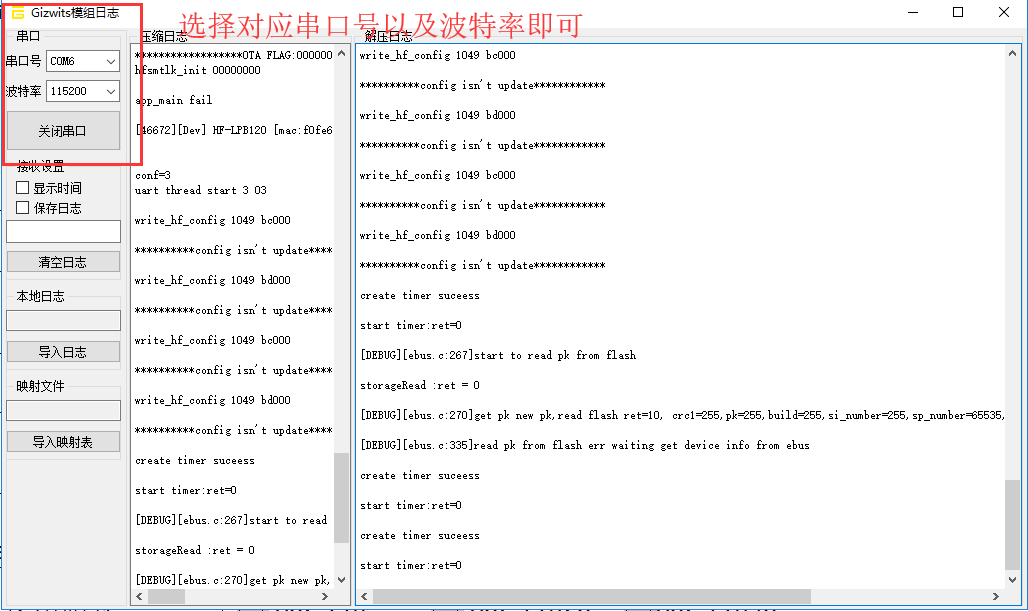 Gizwits模组日志
选择对应串口号以及波特率即可
串口
串口号 COM6
波特率 115200
关闭串口
接收设置
显示时间
保存日志
清空日志
本地日志
导入日志
映射文件
导入映射表
压缩日志
******************OTA FLAG:000000
hfsmtlk_init 00000000
app_main fail
[46672][Dev] HF-LPB120 [mac:f0fe6
conf=3
uart thread start 3 03
write_hf_config 1049 bc000
**********config isn't update****
write_hf_config 1049 bd000
**********config isn't update****
write_hf_config 1049 bc000
**********config isn't update****
write_hf_config 1049 bd000
**********config isn't update****
create timer suceess
start timer:ret=0
[DEBUG][ebus.c:267]start to read
storageRead :ret = 0
[DEBUG][ebus.c:270]get pk new pk,
解压日志
write_hf_config 1049 bc000
**********config isn't update************
write_hf_config 1049 bd000
**********config isn't update************
write_hf_config 1049 bc000
**********config isn't update************
write_hf_config 1049 bd000
**********config isn't update************
create timer suceess
start timer:ret=0
[DEBUG][ebus.c:267]start to read pk from flash
storageRead :ret = 0
[DEBUG][ebus.c:270]get pk new pk,read flash ret=10, crc1=255,pk=255,build=255,si_number=255,sp_number=65535,
[DEBUG][ebus.c:335]read pk from flash err waiting get device info from ebus
create timer suceess
start timer:ret=0
create timer suceess
start timer:ret=0